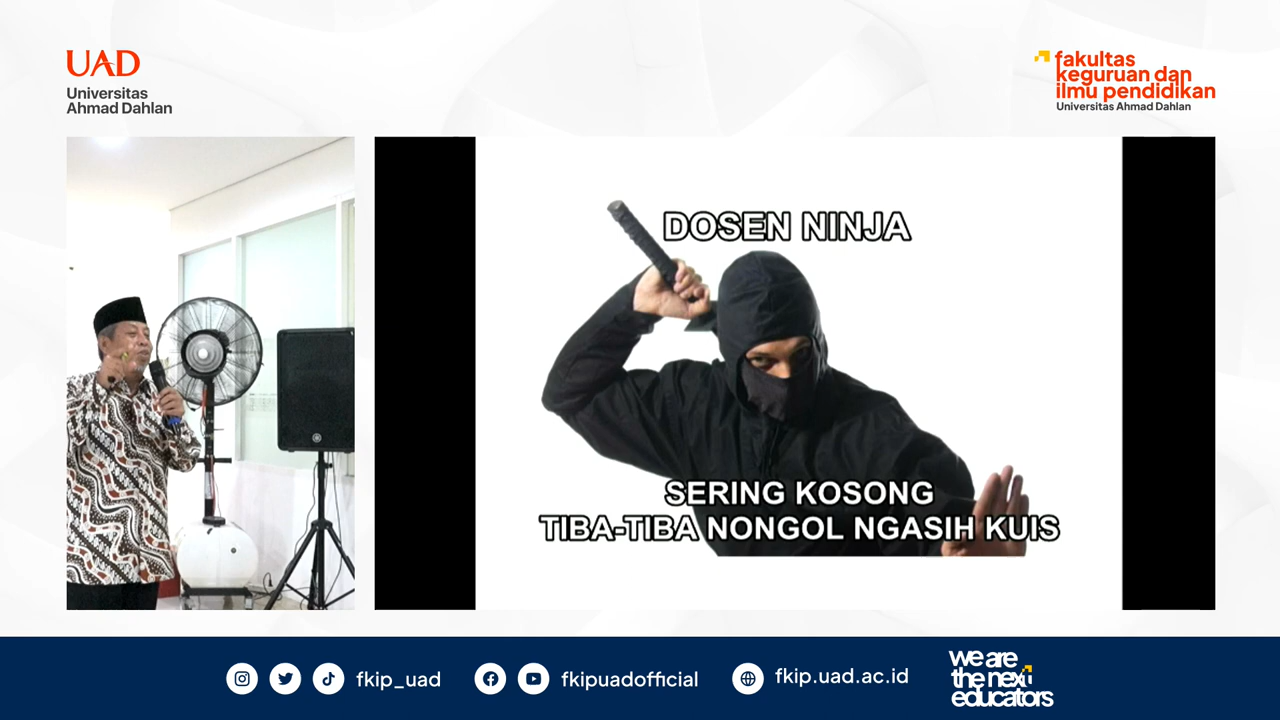 UAD
Universitas
Ahmad Dahlan
fakultas
keguruan dan
ilmu pendidikan
Universitas Ahmad Dahlan
DOSEN NINJA
SERING KOSONG
TIBA-TIBA NONGOL NGASIH KUIS
fkip_uad
fkipuadofficial
fkip.uad.ac.id
we are
the next
educators